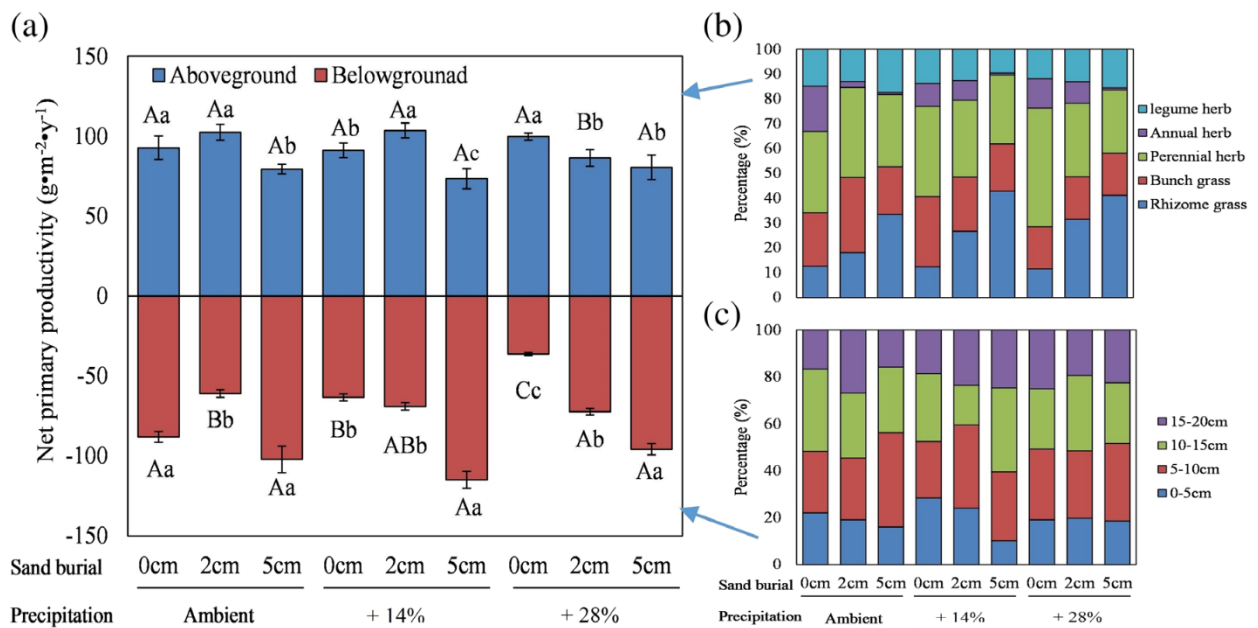 (a)
150
100
50
0
-50
-100
-150
Net primary productivity (g•m⁻²•y⁻¹)
Aboveground Belowgrounad
Aa Aa Ab Ab Aa Ac Aa Bb Ab
Aa Bb Aa Bb ABb Aa Cc Ab Aa
Sand burial 0cm 2cm 5cm 0cm 2cm 5cm 0cm 2cm 5cm
Precipitation Ambient + 14% + 28%
(b)
100
90
80
70
60
50
40
30
20
10
0
Percentage (%)
legume herb
Annual herb
Perennial herb
Bunch grass
Rhizome grass
(c)
100
80
60
40
20
0
Percentage (%)
15-20cm
10-15cm
5-10cm
0-5cm
Sand burial 0cm 2cm 5cm 0cm 2cm 5cm 0cm 2cm 5cm
Precipitation Ambient + 14% + 28%